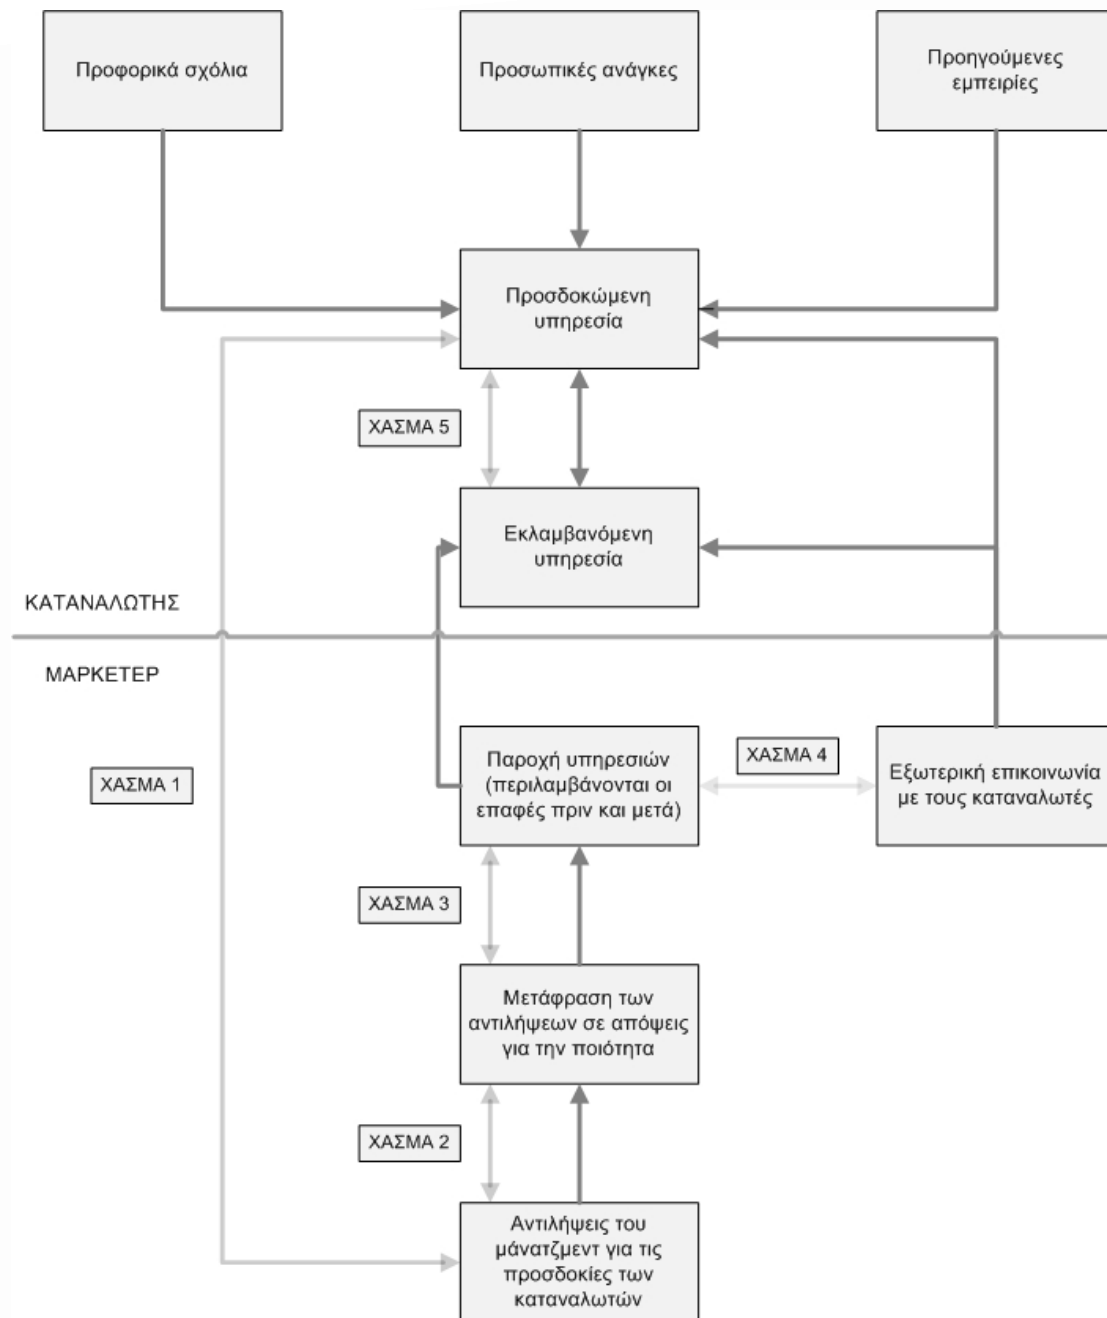 Προφορικά σχόλια
Προσωπικές ανάγκες
Προηγούμενες
εμπειρίες
Προσδοκώμενη
υπηρεσία
ΧΑΣΜΑ 5
Εκλαμβανόμενη
υπηρεσία
ΚΑΤΑΝΑΛΩΤΗΣ
ΜΑΡΚΕΤΕΡ
ΧΑΣΜΑ 1
Παροχή υπηρεσιών
(περιλαμβάνονται οι
επαφές πριν και μετά)
ΧΑΣΜΑ 4
Εξωτερική επικοινωνία
με τους καταναλωτές
ΧΑΣΜΑ 3
Μετάφραση των
αντιλήψεων σε απόψεις
για την ποιότητα
ΧΑΣΜΑ 2
Αντιλήψεις του
μάνατζμεντ για τις
προσδοκίες των
καταναλωτών